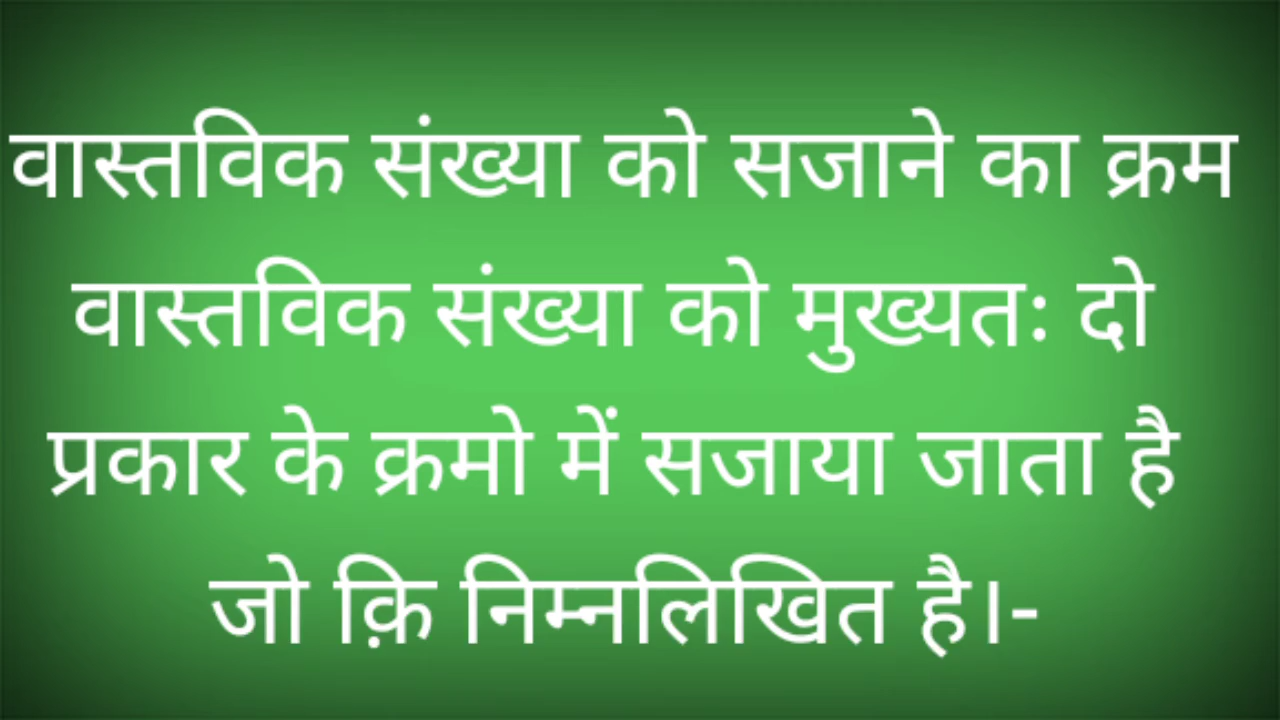 वास्तविक संख्या को सजाने का क्रम
वास्तविक संख्या को मुख्यतः दो
प्रकार के क्रमो में सजाया जाता है
जो क़ि निम्नलिखित है।-